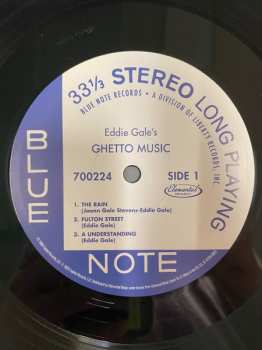 33⅓ STEREO LONG PLAYING
BLUE NOTE RECORDS • A DIVISION OF LIBERTY RECORDS, INC.
Eddie Gale's
GHETTO MUSIC
700224 SIDE 1
1. THE RAIN
(Joann Gale Stevens-Eddie Gale)
2. FULTON STREET
(Eddie Gale)
3. A UNDERSTANDING
(Eddie Gale)
Elemental
BLUE
NOTE